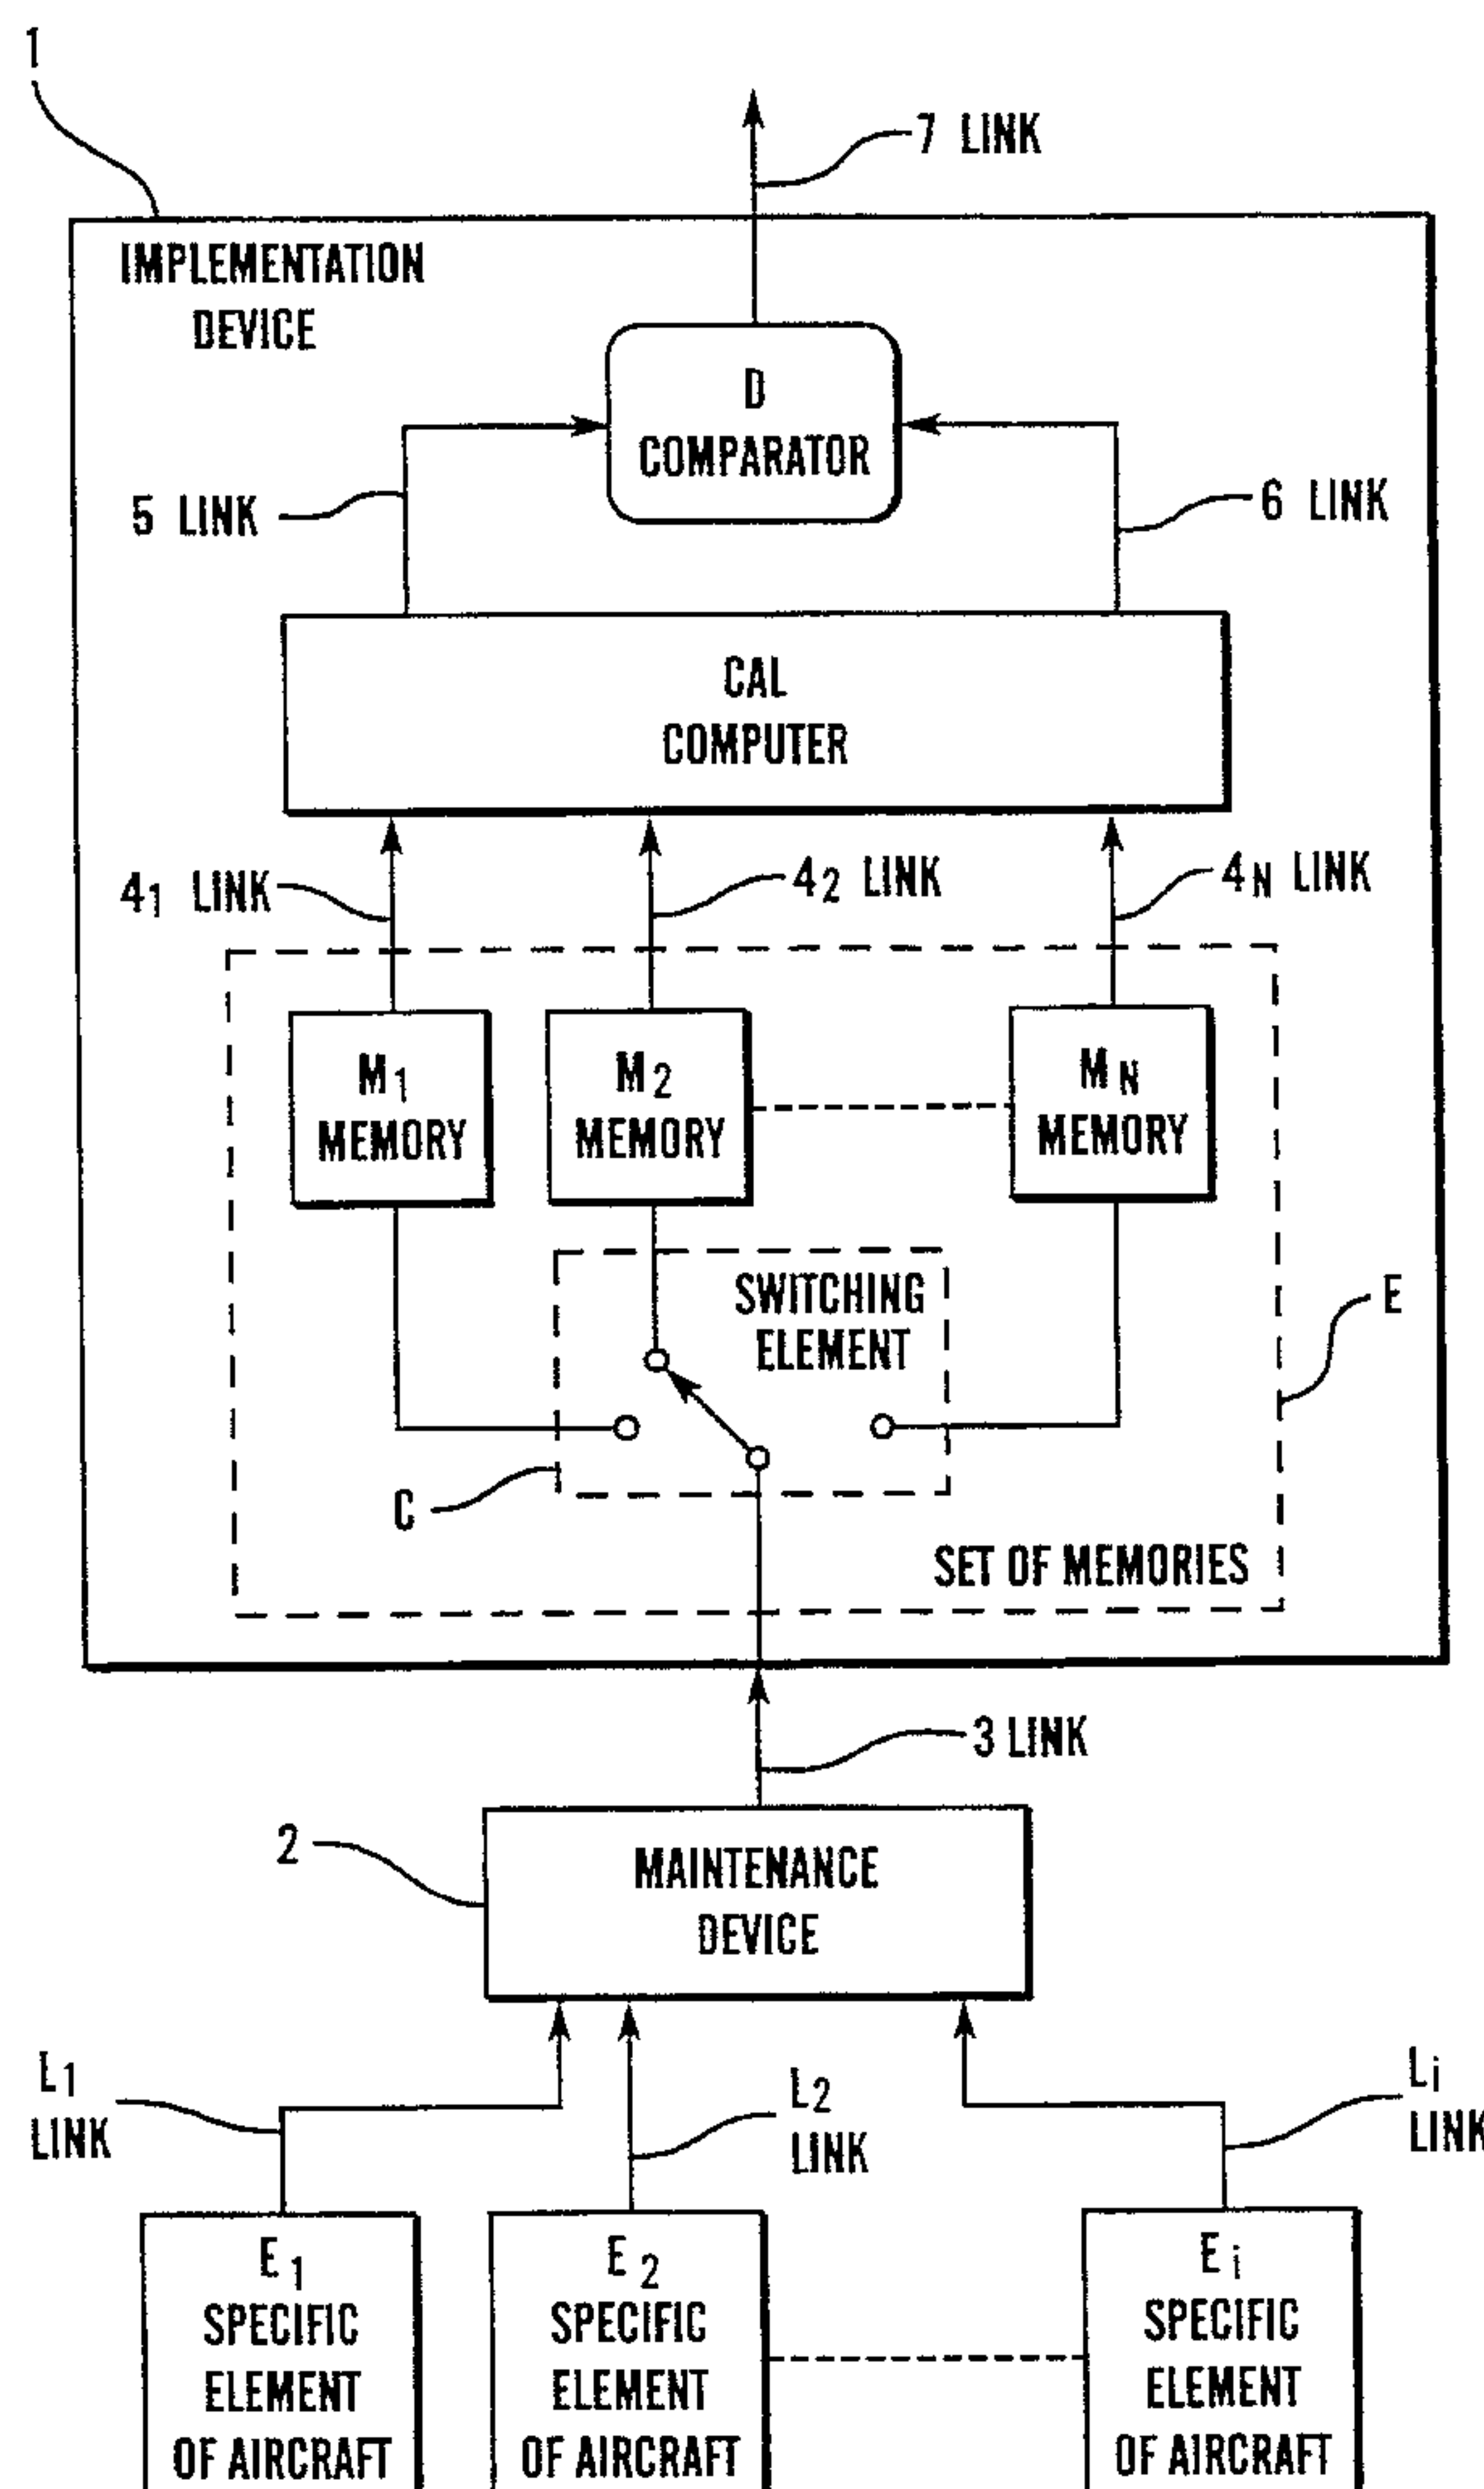 1
7 LINK
IMPLEMENTATION
DEVICE
D
COMPARATOR
5 LINK
6 LINK
CAL
COMPUTER
4₁ LINK
4₂ LINK
4N LINK
M₁
MEMORY
M₂
MEMORY
MN
MEMORY
SWITCHING
ELEMENT
E
C
SET OF MEMORIES
3 LINK
2
MAINTENANCE
DEVICE
L₁
LINK
L₂
LINK
Li
LINK
E₁
SPECIFIC
ELEMENT
OF AIRCRAFT
E₂
SPECIFIC
ELEMENT
OF AIRCRAFT
Ei
SPECIFIC
ELEMENT
OF AIRCRAFT